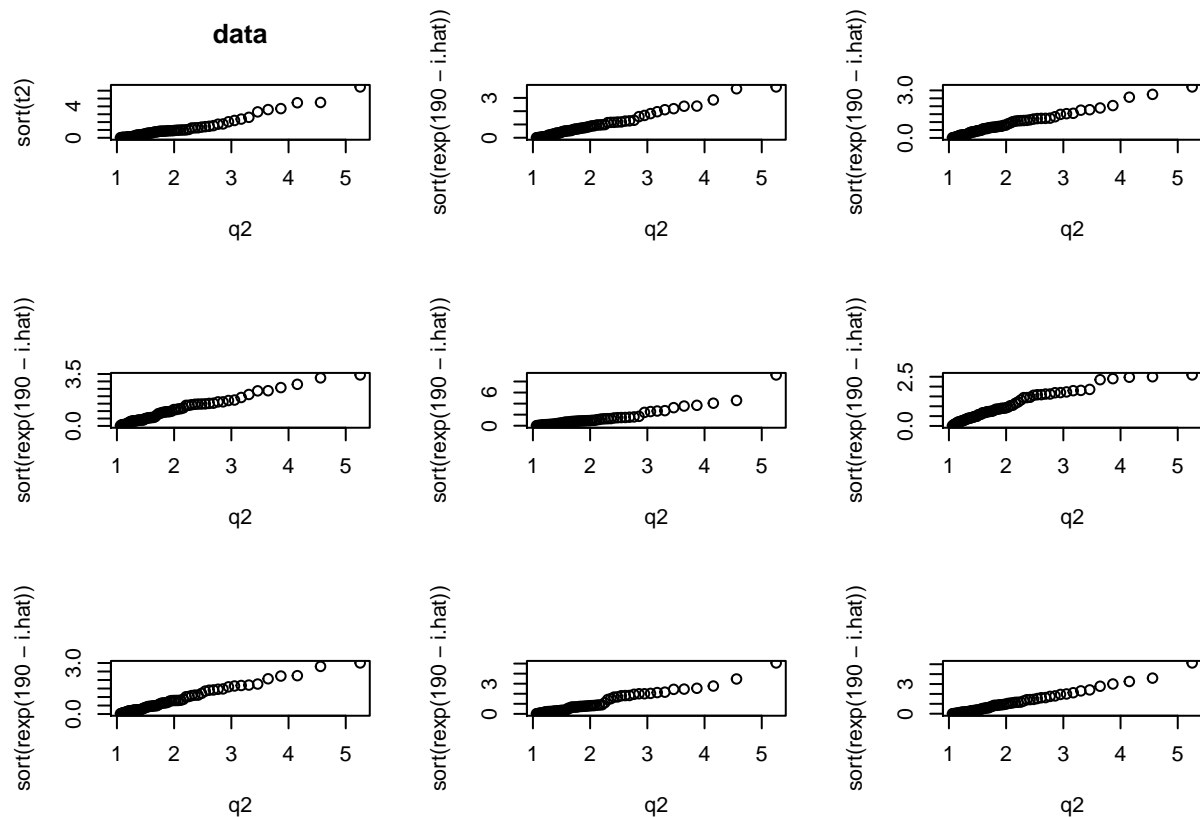 data
sort(t2)
4
0
1 2 3 4 5
q2
sort(rexp(190 − i.hat))
3
0
1 2 3 4 5
q2
sort(rexp(190 − i.hat))
3.0
0.0
1 2 3 4 5
q2
sort(rexp(190 − i.hat))
3.5
0.0
1 2 3 4 5
q2
sort(rexp(190 − i.hat))
6
0
1 2 3 4 5
q2
sort(rexp(190 − i.hat))
2.5
0.0
1 2 3 4 5
q2
sort(rexp(190 − i.hat))
3.0
0.0
1 2 3 4 5
q2
sort(rexp(190 − i.hat))
3
0
1 2 3 4 5
q2
sort(rexp(190 − i.hat))
3
0
1 2 3 4 5
q2